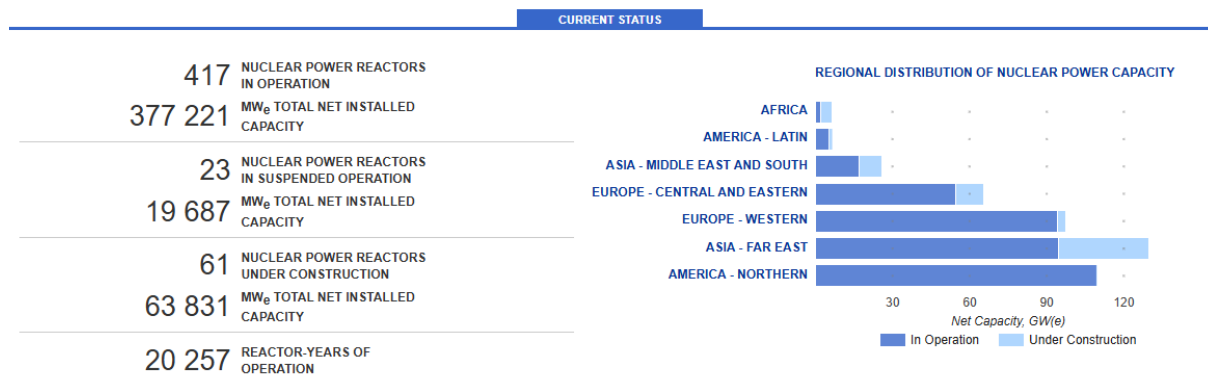 CURRENT STATUS
417 NUCLEAR POWER REACTORS
IN OPERATION
377 221 MWe TOTAL NET INSTALLED
CAPACITY
23 NUCLEAR POWER REACTORS
IN SUSPENDED OPERATION
19 687 MWe TOTAL NET INSTALLED
CAPACITY
61 NUCLEAR POWER REACTORS
UNDER CONSTRUCTION
63 831 MWe TOTAL NET INSTALLED
CAPACITY
20 257 REACTOR-YEARS OF
OPERATION
REGIONAL DISTRIBUTION OF NUCLEAR POWER CAPACITY
AFRICA
AMERICA - LATIN
ASIA - MIDDLE EAST AND SOUTH
EUROPE - CENTRAL AND EASTERN
EUROPE - WESTERN
ASIA - FAR EAST
AMERICA - NORTHERN
30 60 90 120
Net Capacity, GW(e)
In Operation Under Construction